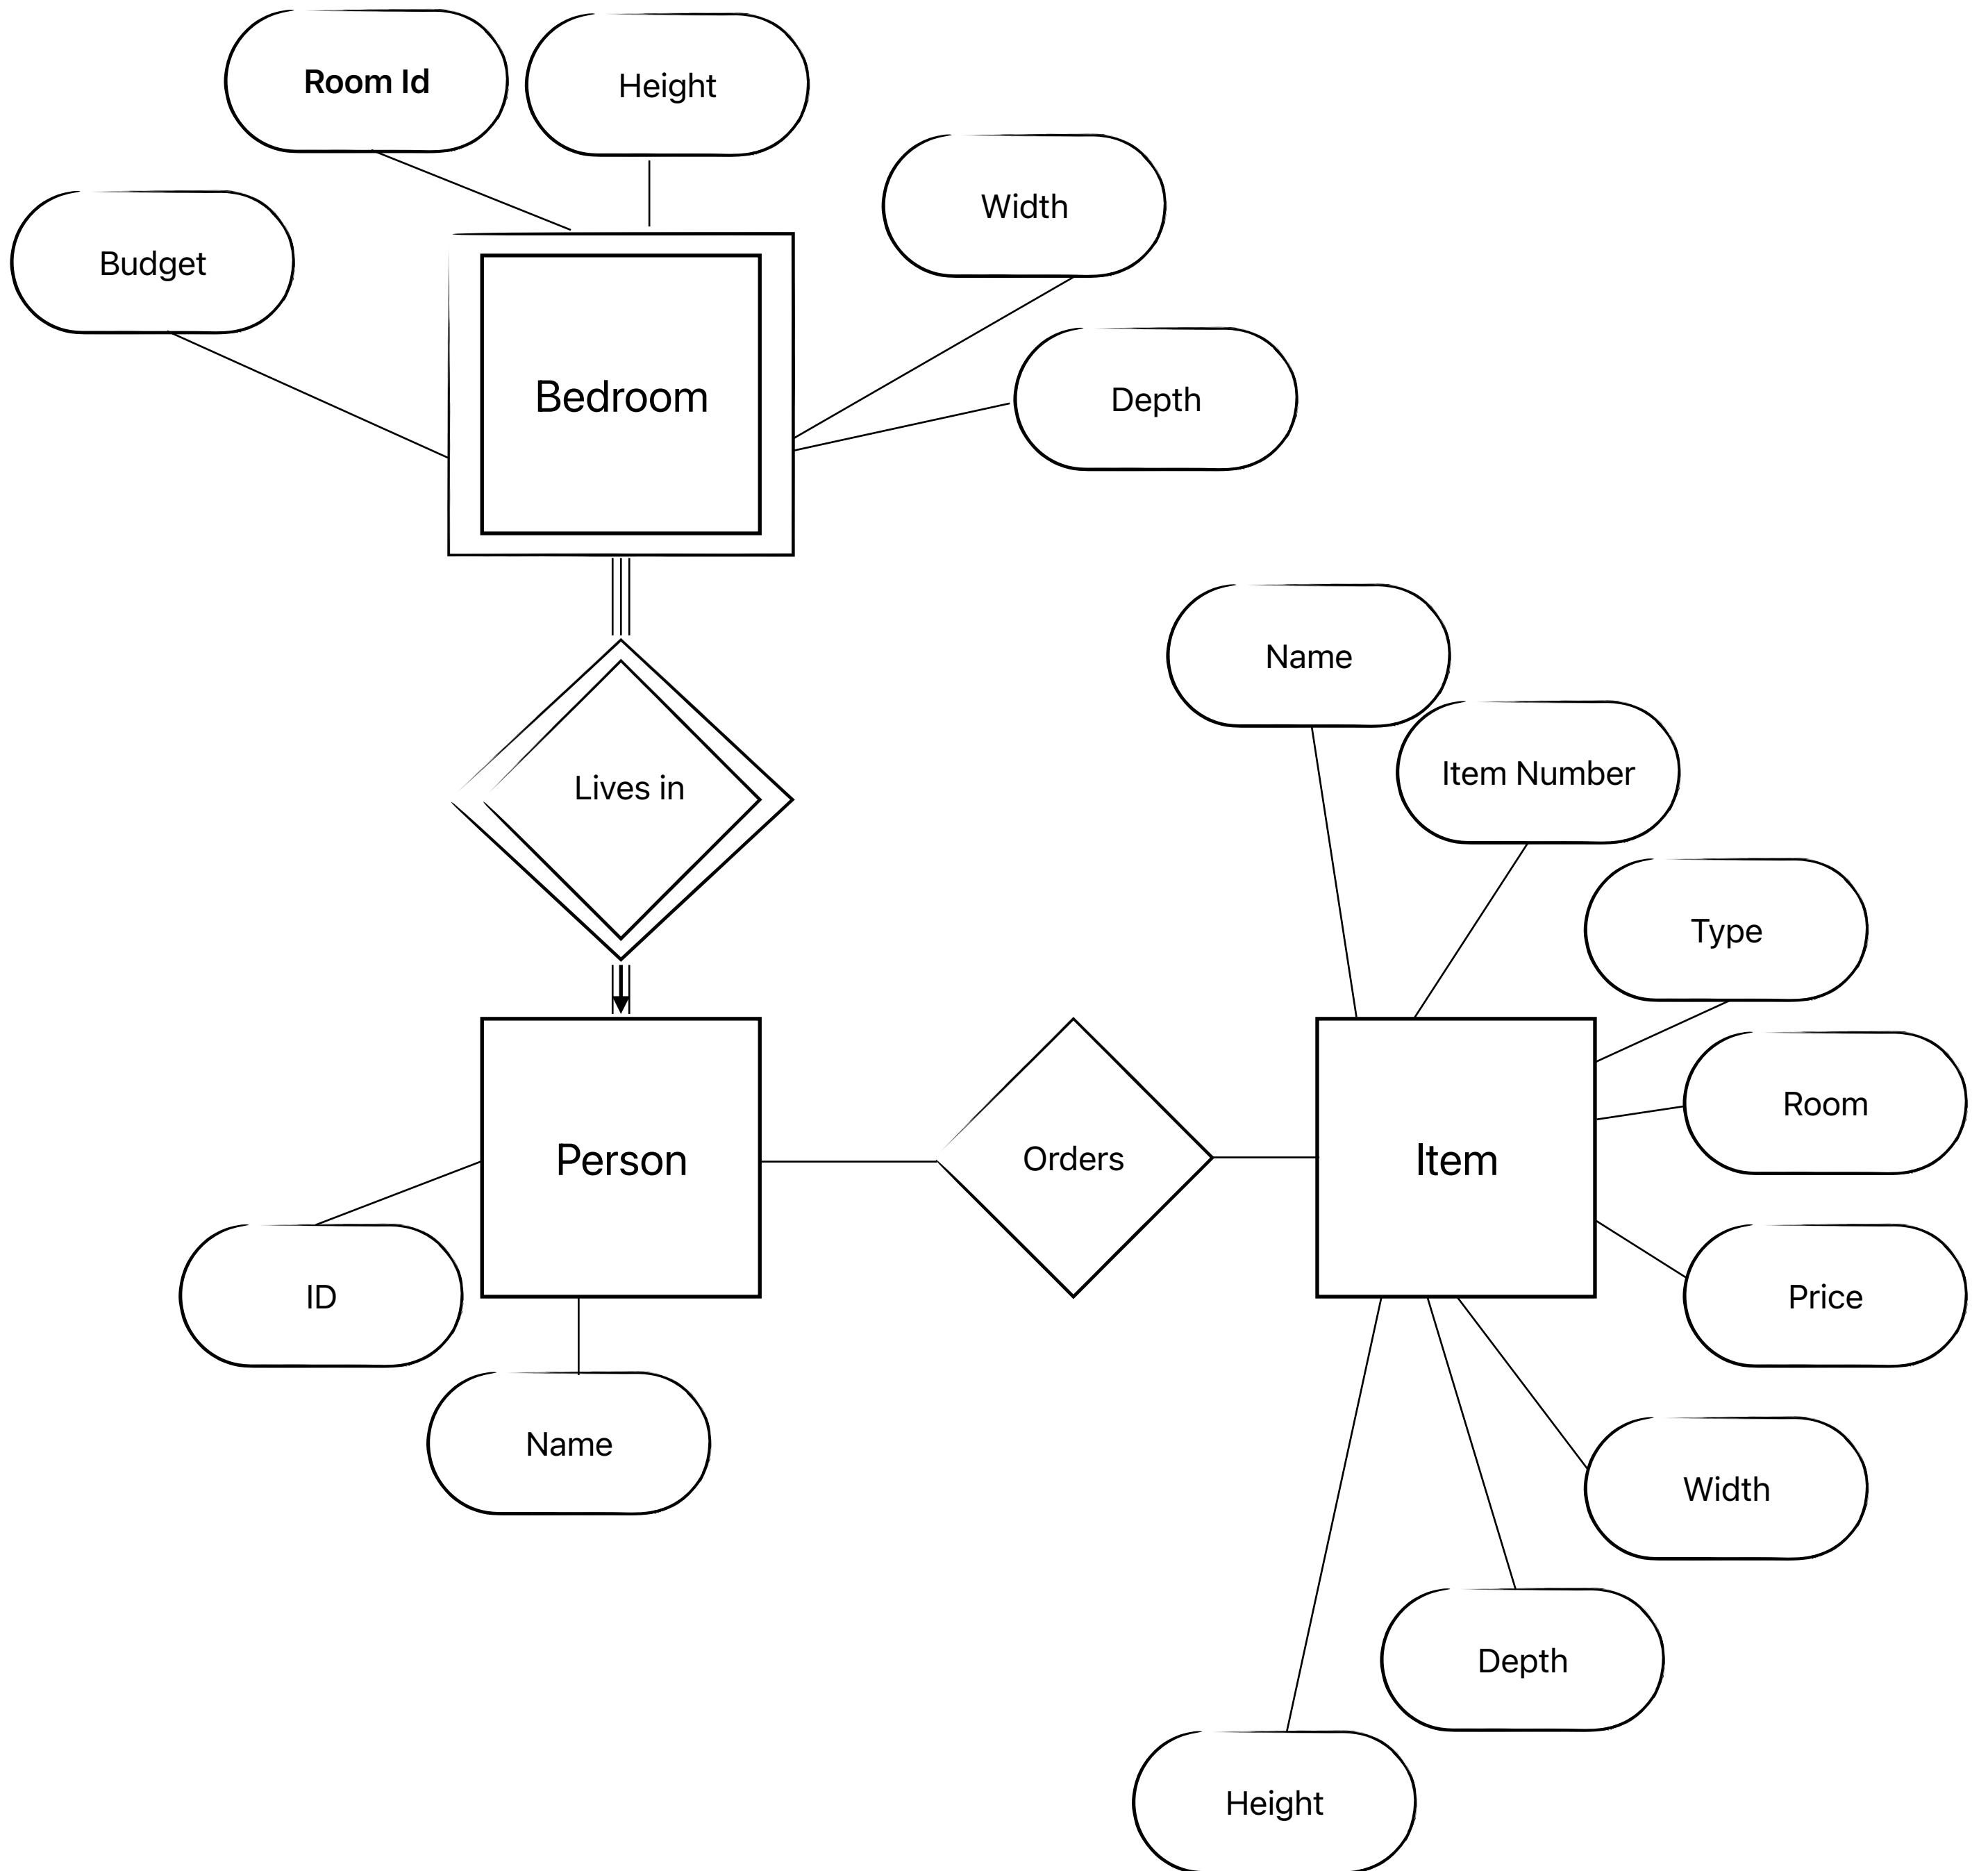 Room Id
Height
Width
Budget
Bedroom
Depth
Name
Item Number
Lives in
Type
Room
Person
Orders
Item
ID
Price
Name
Width
Depth
Height